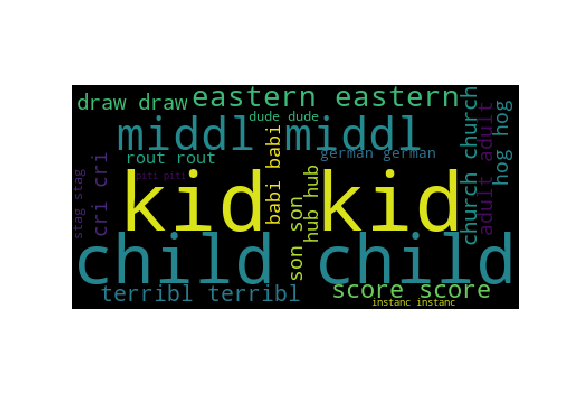 draw draw
eastern eastern
dude dude
middl middl
german german
rout rout
babi babi
church church
adult adult
hog hog
cri cri
stag stag
kid kid
son son
hub hub
child child
terribl terribl
score score
instanc instanc